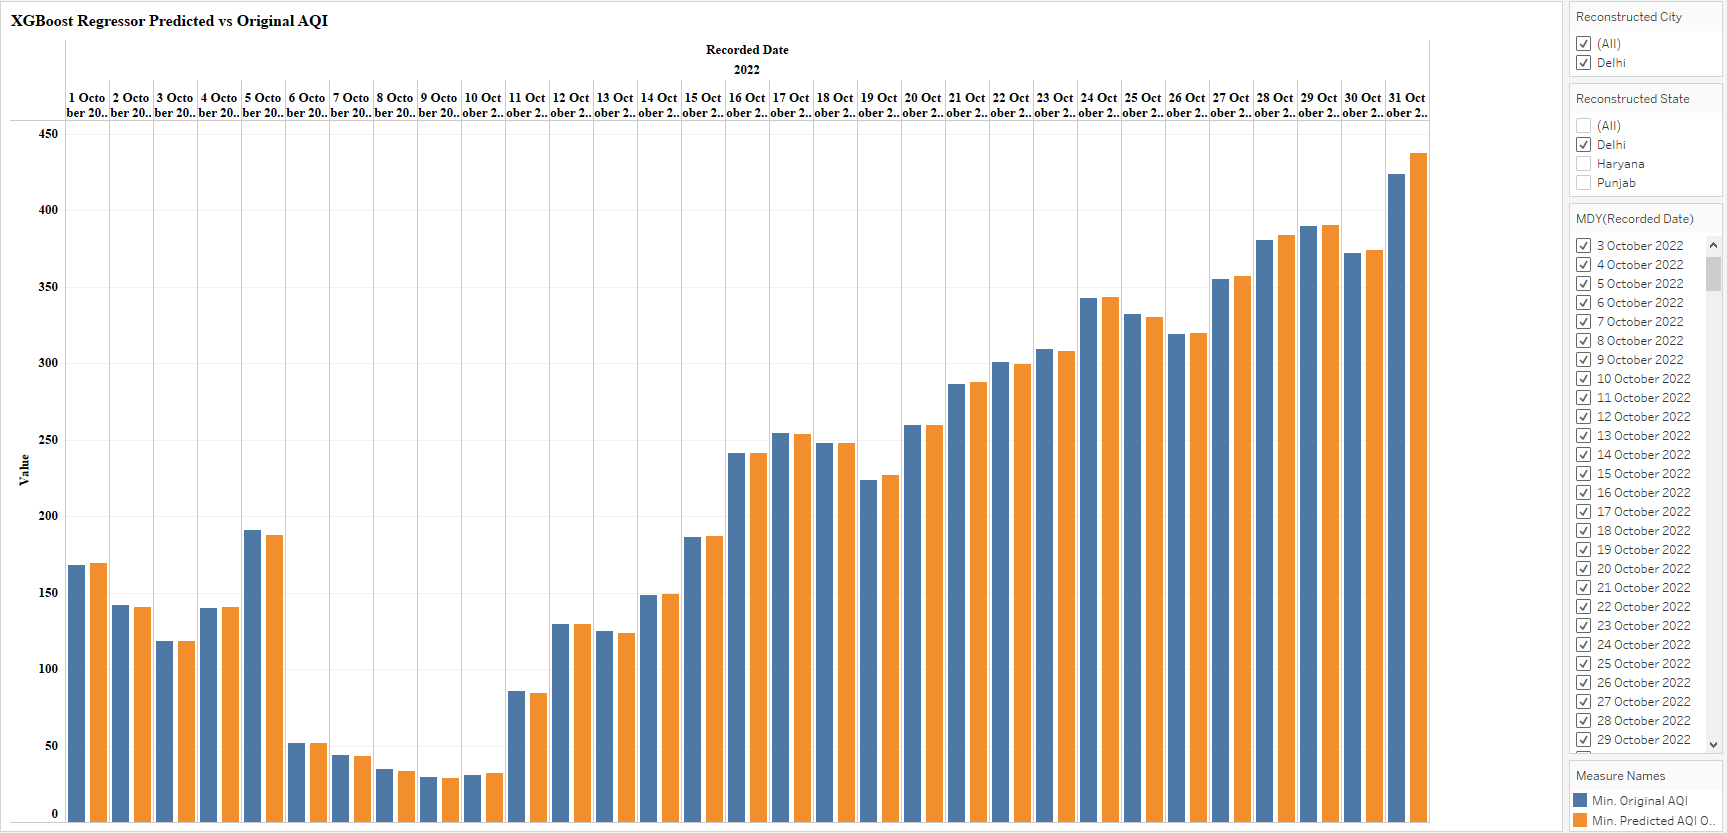 XGBoost Regressor Predicted vs Original AQI
Recorded Date
2022
1 Octo 2 Octo 3 Octo 4 Octo 5 Octo 6 Octo 7 Octo 8 Octo 9 Octo 10 Oct 11 Oct 12 Oct 13 Oct 14 Oct 15 Oct 16 Oct 17 Oct 18 Oct 19 Oct 20 Oct 21 Oct 22 Oct 23 Oct 24 Oct 25 Oct 26 Oct 27 Oct 28 Oct 29 Oct 30 Oct 31 Oct
ber 20.. ber 20.. ber 20.. ber 20.. ber 20.. ber 20.. ber 20.. ber 20.. ber 20.. ober 2.. ober 2.. ober 2.. ober 2.. ober 2.. ober 2.. ober 2.. ober 2.. ober 2.. ober 2.. ober 2.. ober 2.. ober 2.. ober 2.. ober 2.. ober 2.. ober 2.. ober 2.. ober 2.. ober 2.. ober 2.. ober 2..
450
400
350
300
250
200
150
100
50
0
Value
Reconstructed City
(All)
Delhi
Reconstructed State
(All)
Delhi
Haryana
Punjab
MDY(Recorded Date)
3 October 2022
4 October 2022
5 October 2022
6 October 2022
7 October 2022
8 October 2022
9 October 2022
10 October 2022
11 October 2022
12 October 2022
13 October 2022
14 October 2022
15 October 2022
16 October 2022
17 October 2022
18 October 2022
19 October 2022
20 October 2022
21 October 2022
22 October 2022
23 October 2022
24 October 2022
25 October 2022
26 October 2022
27 October 2022
28 October 2022
29 October 2022
Measure Names
Min. Original AQI
Min. Predicted AQI O..